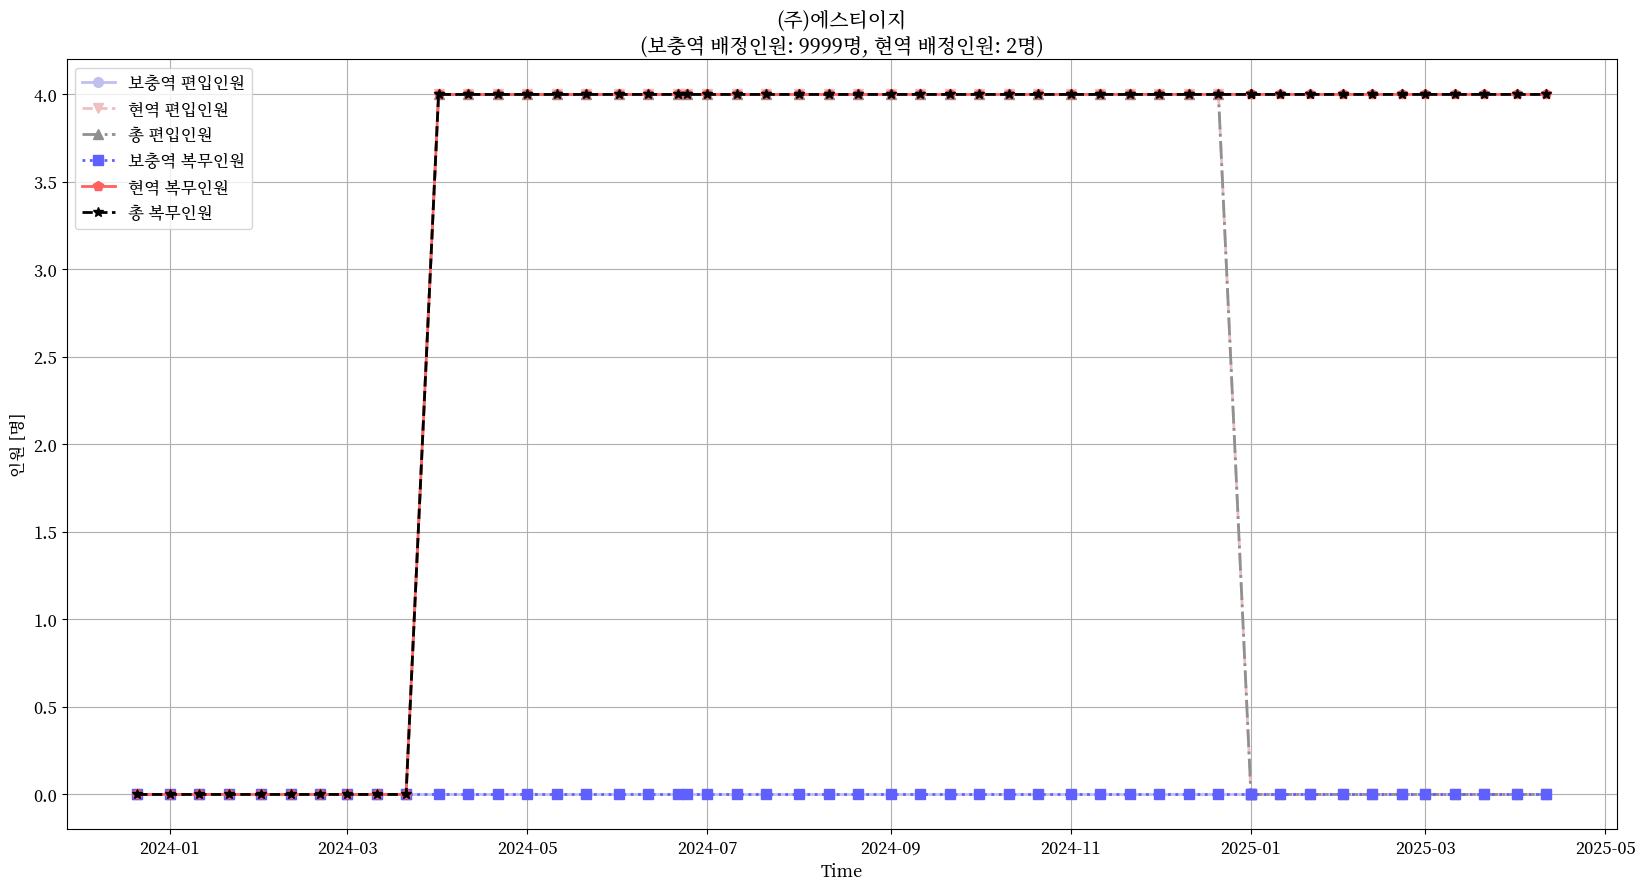 (주)에스티이지
(보충역 배정인원: 9999명, 현역 배정인원: 2명)
보충역 편입인원
현역 편입인원
총 편입인원
보충역 복무인원
현역 복무인원
총 복무인원
4.0
3.5
3.0
2.5
2.0
1.5
1.0
0.5
0.0
인원 [명]
2024-01 2024-03 2024-05 2024-07 2024-09 2024-11 2025-01 2025-03 2025-05
Time